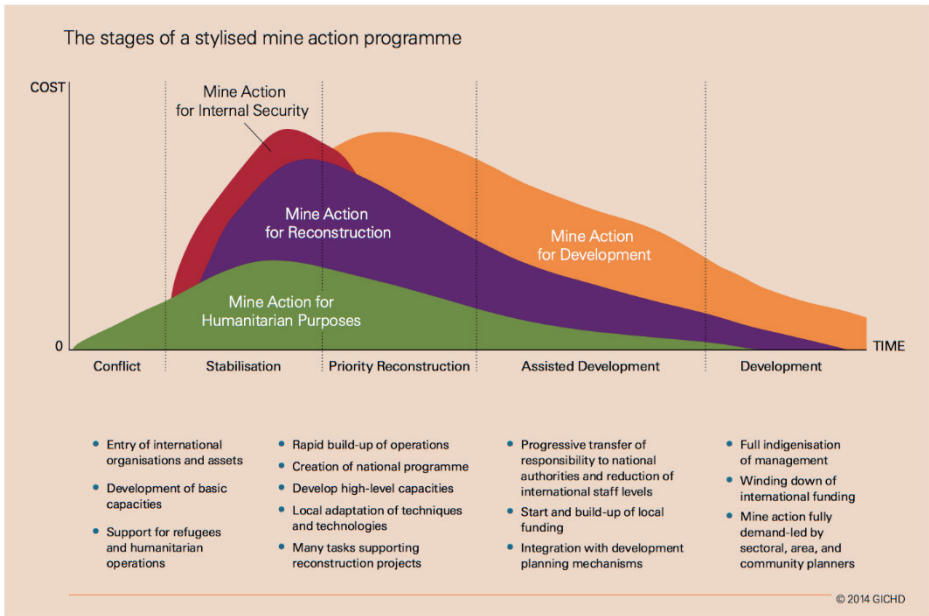 The stages of a stylised mine action programme
COST
Mine Action
for Internal Security
Mine Action
for Reconstruction
Mine Action
for Development
Mine Action for
Humanitarian Purposes
0
TIME
Conflict
Stabilisation
Priority Reconstruction
Assisted Development
Development
• Entry of international
organisations and assets
• Development of basic
capacities
• Support for refugees
and humanitarian
operations
• Rapid build-up of operations
• Creation of national programme
• Develop high-level capacities
• Local adaptation of techniques
and technologies
• Many tasks supporting
reconstruction projects
• Progressive transfer of
responsibility to national
authorities and reduction of
international staff levels
• Start and build-up of local
funding
• Integration with development
planning mechanisms
• Full indigenisation
of management
• Winding down of
international funding
• Mine action fully
demand-led by
sectoral, area, and
community planners
© 2014 GICHD